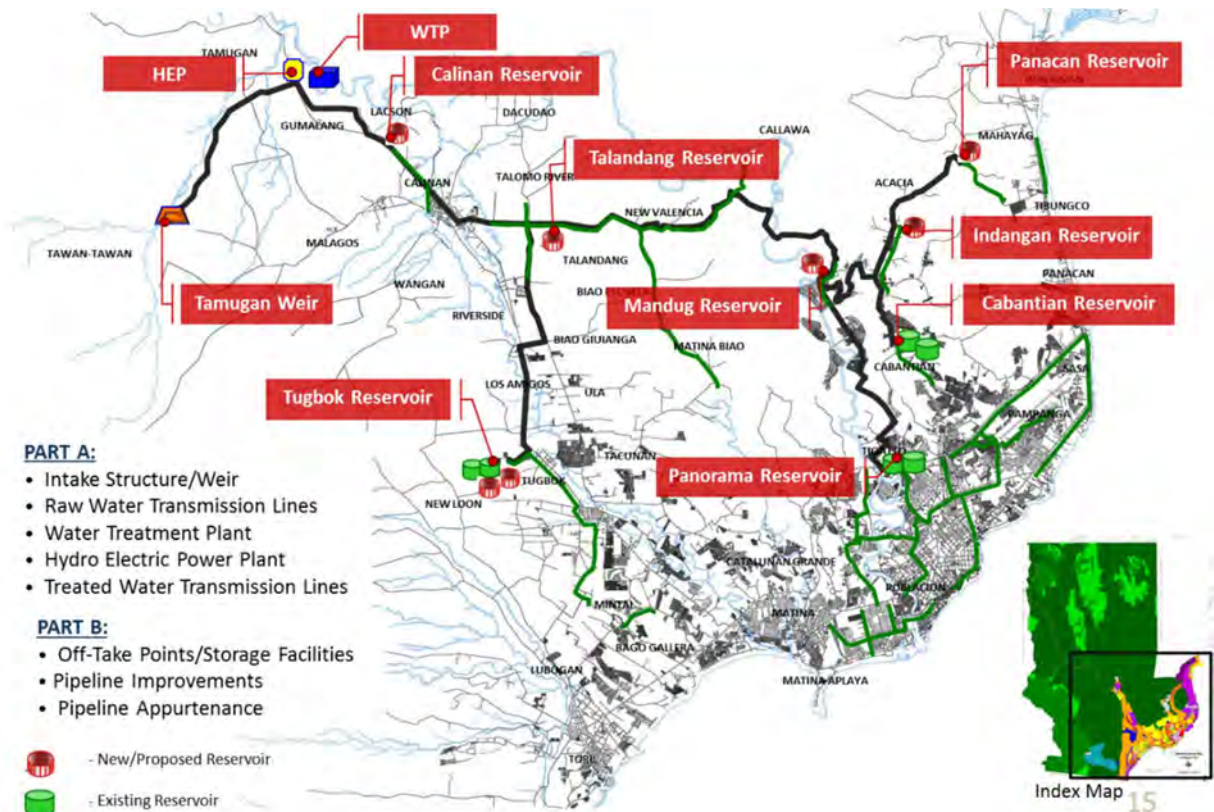 WTP
TAMUGAN
HEP
Calinan Reservoir
Panacan Reservoir
LACSON
DACUDAO
GUMALANG
CALLAWA
MAHAYAG
Talandang Reservoir
CALINAN
TALOMO RIVER
ACACIA
TIBUNGCO
NEW VALENCIA
Indangan Reservoir
MALAGOS
TAWAN-TAWAN
TALANDANG
PANACAN
WANGAN
Tamugan Weir
Mandug Reservoir
Cabantian Reservoir
RIVERSIDE
BIAO GIUIANGA
MATINA BIAO
CABANTIAN
SASA
LOS AMIGOS
ULA
Tugbok Reservoir
PAMPANGA
PART A:
• Intake Structure/Weir
• Raw Water Transmission Lines
• Water Treatment Plant
• Hydro Electric Power Plant
• Treated Water Transmission Lines
TACUNAN
TUGBOK
Panorama Reservoir
NEW LOON
CATALUNAN GRANDE
POBLACION
MINTAL
MATINA
PART B:
• Off-Take Points/Storage Facilities
• Pipeline Improvements
• Pipeline Appurtenance
BAGO GALLERA
LUBOGAN
MATINA APLAYA
- New/Proposed Reservoir
TORIL
- Existing Reservoir
Index Map
15